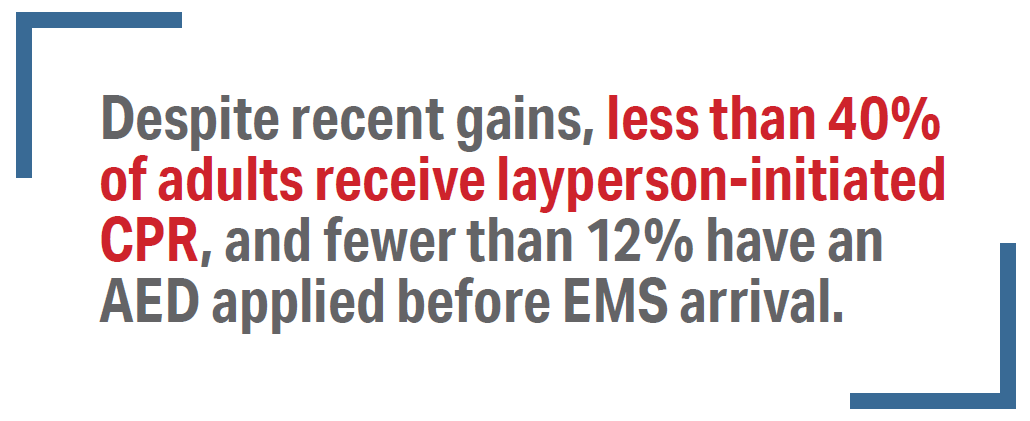 Despite recent gains, less than 40%
of adults receive layperson-initiated
CPR, and fewer than 12% have an
AED applied before EMS arrival.